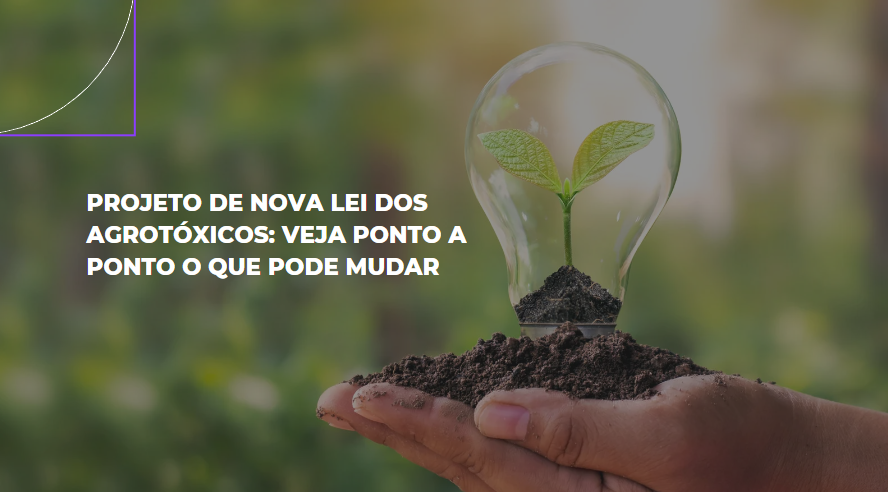 PROJETO DE NOVA LEI DOS
AGROTÓXICOS: VEJA PONTO A
PONTO O QUE PODE MUDAR